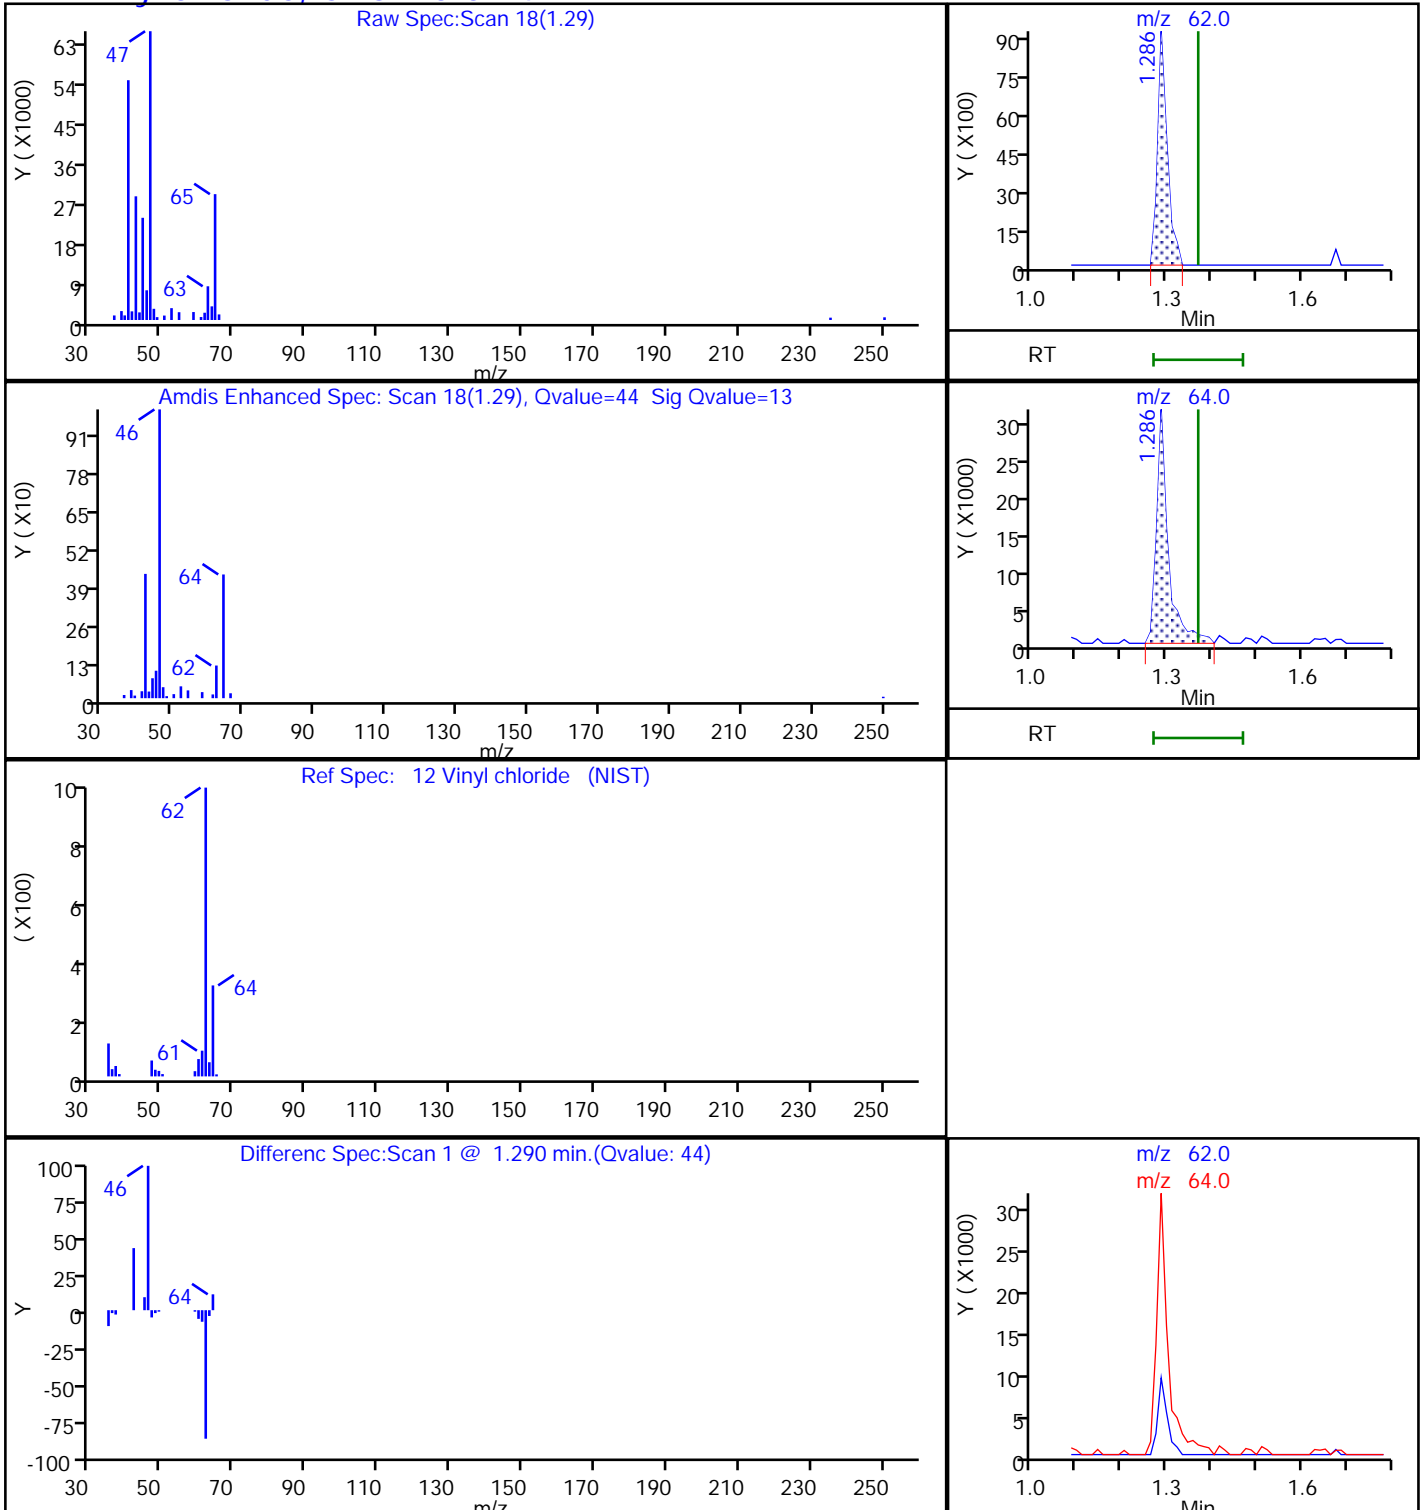 Raw Spec:Scan 18(1.29)
Y ( X1000)
63
54
45
36
27
18
9
0
47
65
63
30 50 70 90 110 130 150 170 190 210 230 250
m/z
m/z 62.0
Y ( X100)
90
75
60
45
30
15
0
1.286
1.0 1.3 1.6
Min
RT
Amdis Enhanced Spec: Scan 18(1.29), Qvalue=44 Sig Qvalue=13
Y ( X10)
91
78
65
52
39
26
13
0
46
64
62
30 50 70 90 110 130 150 170 190 210 230 250
m/z
m/z 64.0
Y ( X1000)
30
25
20
15
10
5
0
1.286
1.0 1.3 1.6
Min
RT
Ref Spec: 12 Vinyl chloride (NIST)
( X100)
10
8
6
4
2
0
62
64
61
30 50 70 90 110 130 150 170 190 210 230 250
Differenc Spec:Scan 1 @ 1.290 min.(Qvalue: 44)
Y
100
75
50
25
0
-25
-50
-75
-100
46
64
30 50 70 90 110 130 150 170 190 210 230 250
m/z
m/z 62.0
m/z 64.0
Y ( X1000)
30
25
20
15
10
5
0
1.0 1.3 1.6
Min